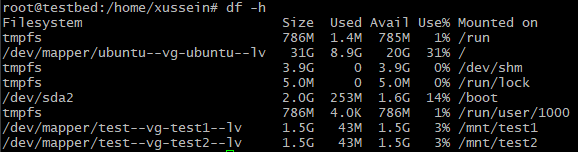 root@testbed:/home/xussein# df -h
Filesystem Size Used Avail Use% Mounted on
tmpfs 786M 1.4M 785M 1% /run
/dev/mapper/ubuntu--vg-ubuntu--lv 31G 8.9G 20G 31% /
tmpfs 3.9G 0 3.9G 0% /dev/shm
tmpfs 5.0M 0 5.0M 0% /run/lock
/dev/sda2 2.0G 253M 1.6G 14% /boot
tmpfs 786M 4.0K 786M 1% /run/user/1000
/dev/mapper/test--vg-test1--lv 1.5G 43M 1.5G 3% /mnt/test1
/dev/mapper/test--vg-test2--lv 1.5G 43M 1.5G 3% /mnt/test2